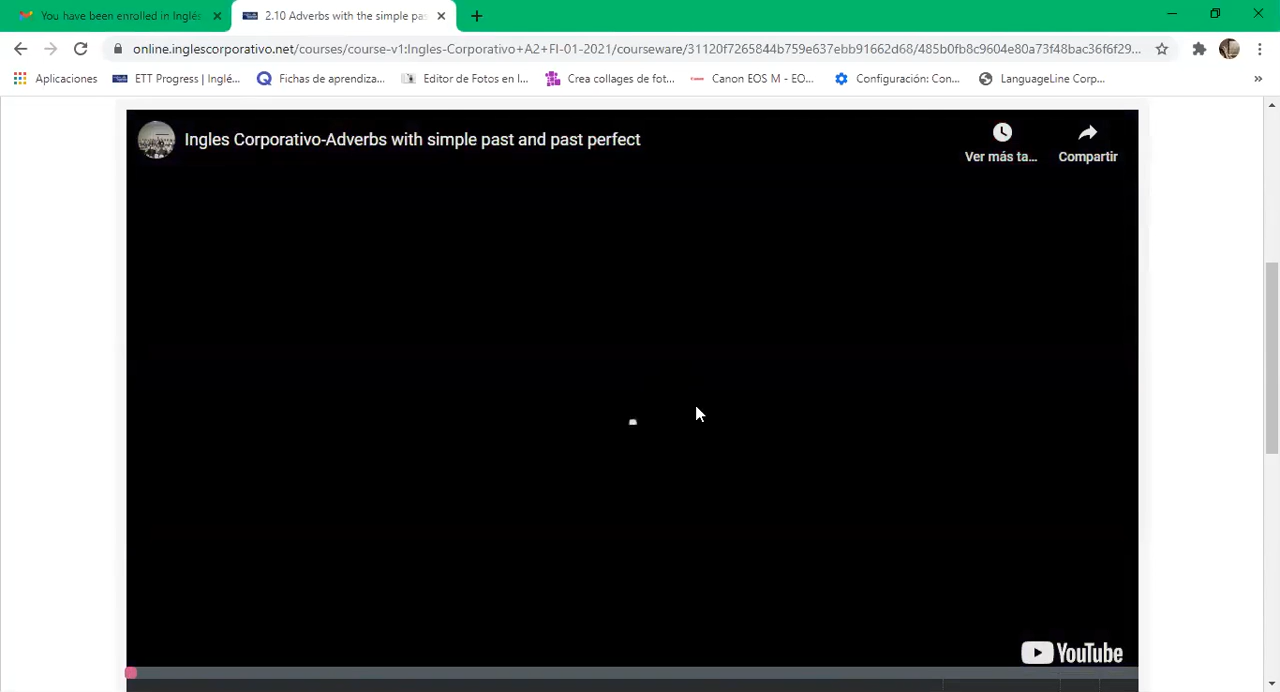 You have been enrolled in Inglés
2.10 Adverbs with the simple pas
online.inglescorporativo.net/courses/course-v1:Ingles-Corporativo+A2+FI-01-2021/courseware/31120f7265844b759e637ebb91662d68/485b0fb8c9604e80a73f48bac36f6f29...
Aplicaciones
ETT Progress | Inglé...
Fichas de aprendiza...
Editor de Fotos en l...
Crea collages de fot...
Canon EOS M - EO...
Configuración: Con...
LanguageLine Corp...
»
Ingles Corporativo-Adverbs with simple past and past perfect
Ver más ta...
Compartir
YouTube